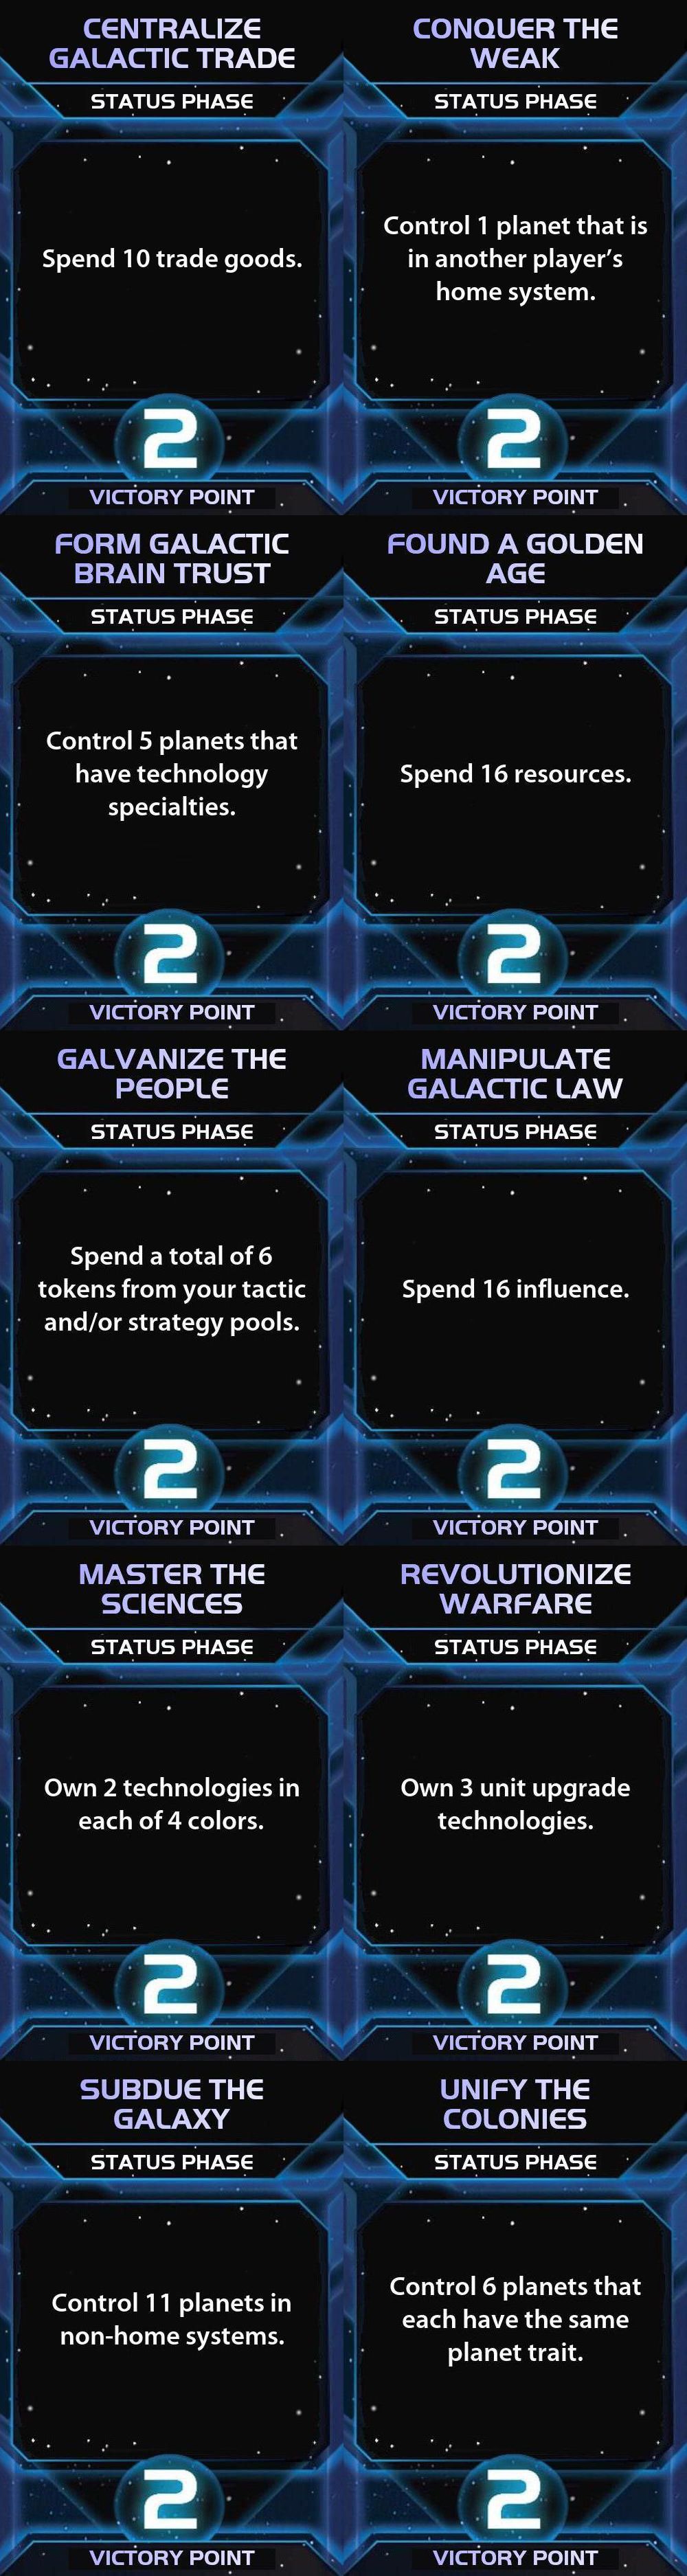 CENTRALIZE
GALACTIC TRADE
STATUS PHASE
Spend 10 trade goods.
2
VICTORY POINT
CONQUER THE
WEAK
STATUS PHASE
Control 1 planet that is
in another player’s
home system.
2
VICTORY POINT
FORM GALACTIC
BRAIN TRUST
STATUS PHASE
Control 5 planets that
have technology
specialties.
2
VICTORY POINT
FOUND A GOLDEN
AGE
STATUS PHASE
Spend 16 resources.
2
VICTORY POINT
GALVANIZE THE
PEOPLE
STATUS PHASE
Spend a total of 6
tokens from your tactic
and/or strategy pools.
2
VICTORY POINT
MANIPULATE
GALACTIC LAW
STATUS PHASE
Spend 16 influence.
2
VICTORY POINT
MASTER THE
SCIENCES
STATUS PHASE
Own 2 technologies in
each of 4 colors.
2
VICTORY POINT
REVOLUTIONIZE
WARFARE
STATUS PHASE
Own 3 unit upgrade
technologies.
2
VICTORY POINT
SUBDUE THE
GALAXY
STATUS PHASE
Control 11 planets in
non-home systems.
2
VICTORY POINT
UNIFY THE
COLONIES
STATUS PHASE
Control 6 planets that
each have the same
planet trait.
2
VICTORY POINT